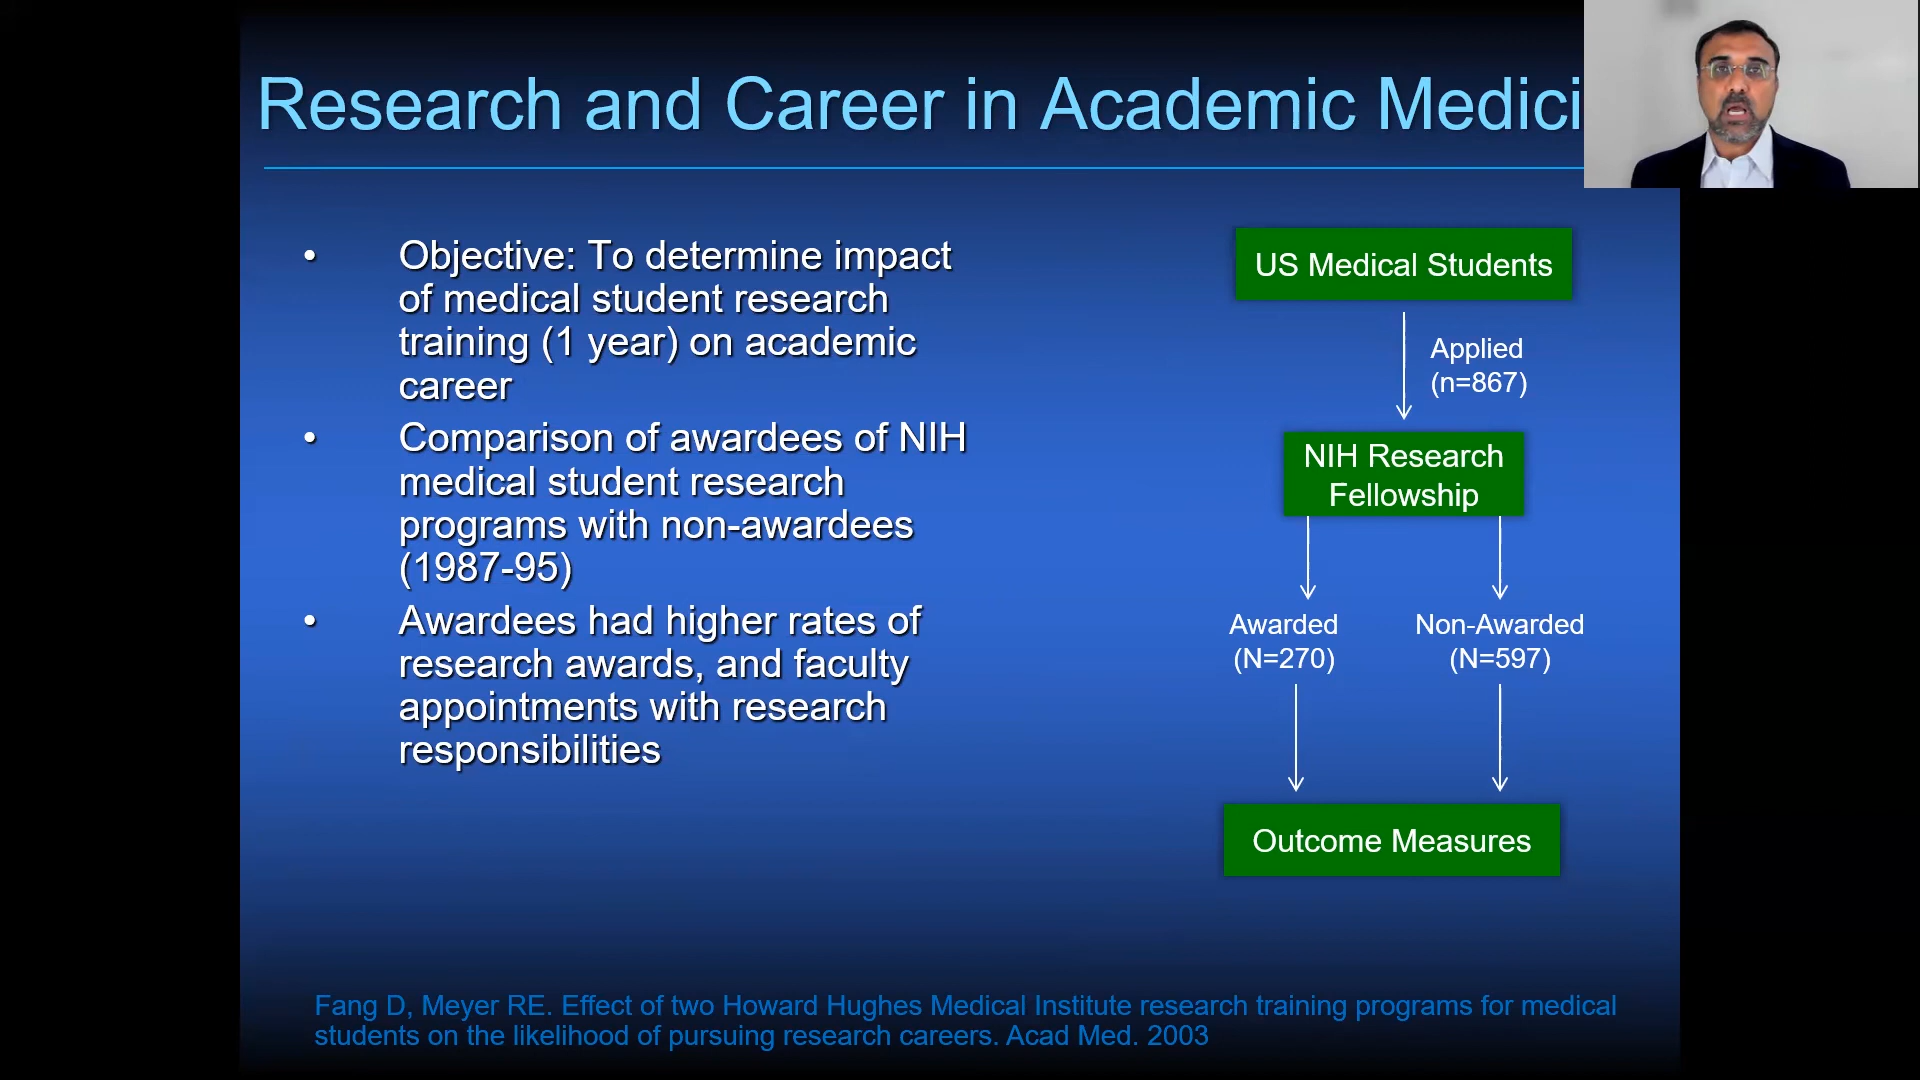 Research and Career in Academic Medici
• Objective: To determine impact
of medical student research
training (1 year) on academic
career
• Comparison of awardees of NIH
medical student research
programs with non-awardees
(1987-95)
• Awardees had higher rates of
research awards, and faculty
appointments with research
responsibilities
US Medical Students
Applied
(n=867)
NIH Research
Fellowship
Awarded
(N=270)
Non-Awarded
(N=597)
Outcome Measures
Fang D, Meyer RE. Effect of two Howard Hughes Medical Institute research training programs for medical
students on the likelihood of pursuing research careers. Acad Med. 2003